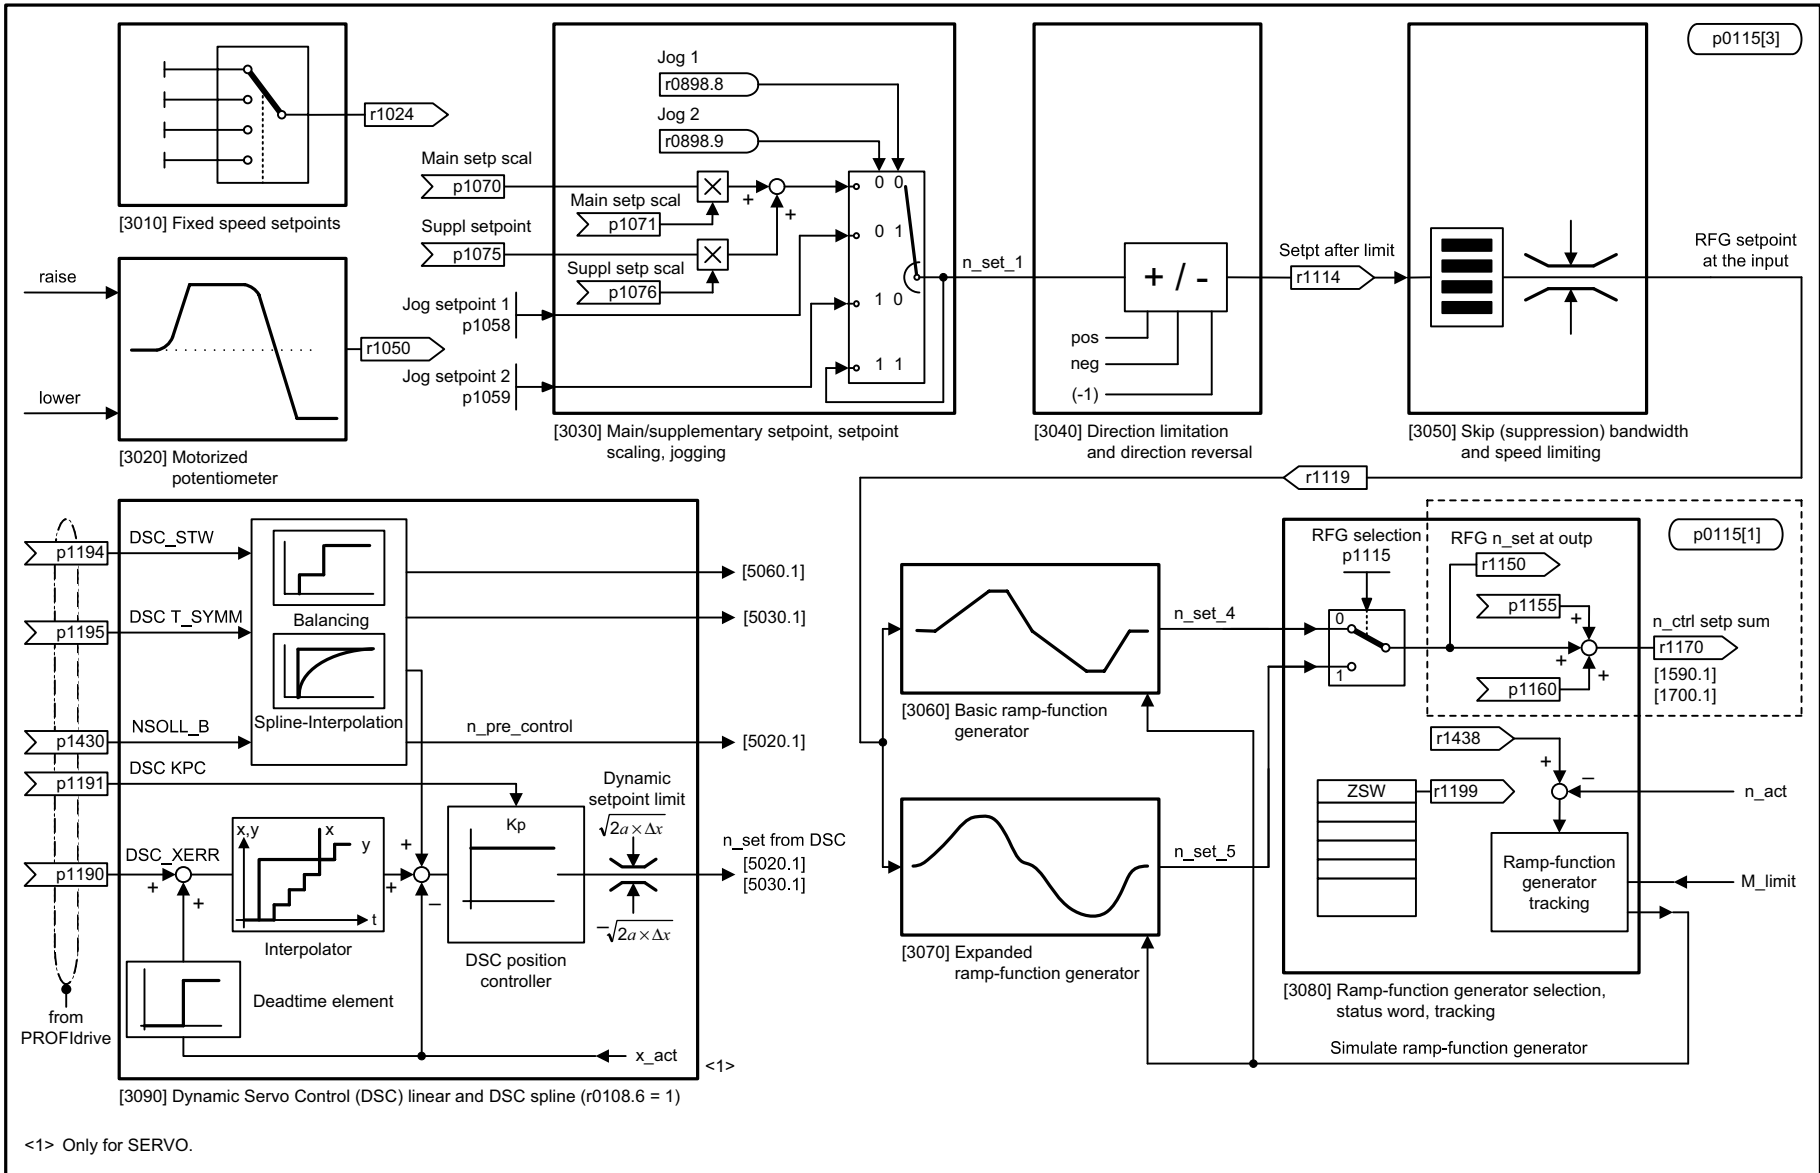 p0115[3]
r1024
[3010] Fixed speed setpoints
raise
lower
r1050
[3020] Motorized
potentiometer
Jog 1
r0898.8
Jog 2
r0898.9
Main setp scal
p1070
Main setp scal
p1071
Suppl setpoint
p1075
Suppl setp scal
p1076
Jog setpoint 1
p1058
Jog setpoint 2
p1059
+
+
0 0
0 1
1 0
1 1
[3030] Main/supplementary setpoint, setpoint
scaling, jogging
n_set_1
+ / -
pos
neg
(-1)
[3040] Direction limitation
and direction reversal
Setpt after limit
r1114
[3050] Skip (suppression) bandwidth
and speed limiting
RFG setpoint
at the input
r1119
p1194
DSC_STW
p1195
DSC T_SYMM
p1430
NSOLL_B
p1191
DSC KPC
p1190
DSC_XERR
+
+
from
PROFIdrive
Balancing
Spline-Interpolation
[5060.1]
[5030.1]
n_pre_control
[5020.1]
x,y
x
y
t
Interpolator
+
+
–
Kp
DSC position
controller
Dynamic
setpoint limit
√2a × Δx
–√2a × Δx
n_set from DSC
[5020.1]
[5030.1]
Deadtime element
x_act
<1>
[3090] Dynamic Servo Control (DSC) linear and DSC spline (r0108.6 = 1)
[3060] Basic ramp-function
generator
n_set_4
[3070] Expanded
ramp-function generator
n_set_5
RFG selection
p1115
0
1
RFG n_set at outp
r1150
p0115[1]
p1155
+
+
p1160
+
n_ctrl setp sum
r1170
[1590.1]
[1700.1]
r1438
+
–
n_act
ZSW
r1199
Ramp-function
generator
tracking
M_limit
[3080] Ramp-function generator selection,
status word, tracking
Simulate ramp-function generator
<1> Only for SERVO.